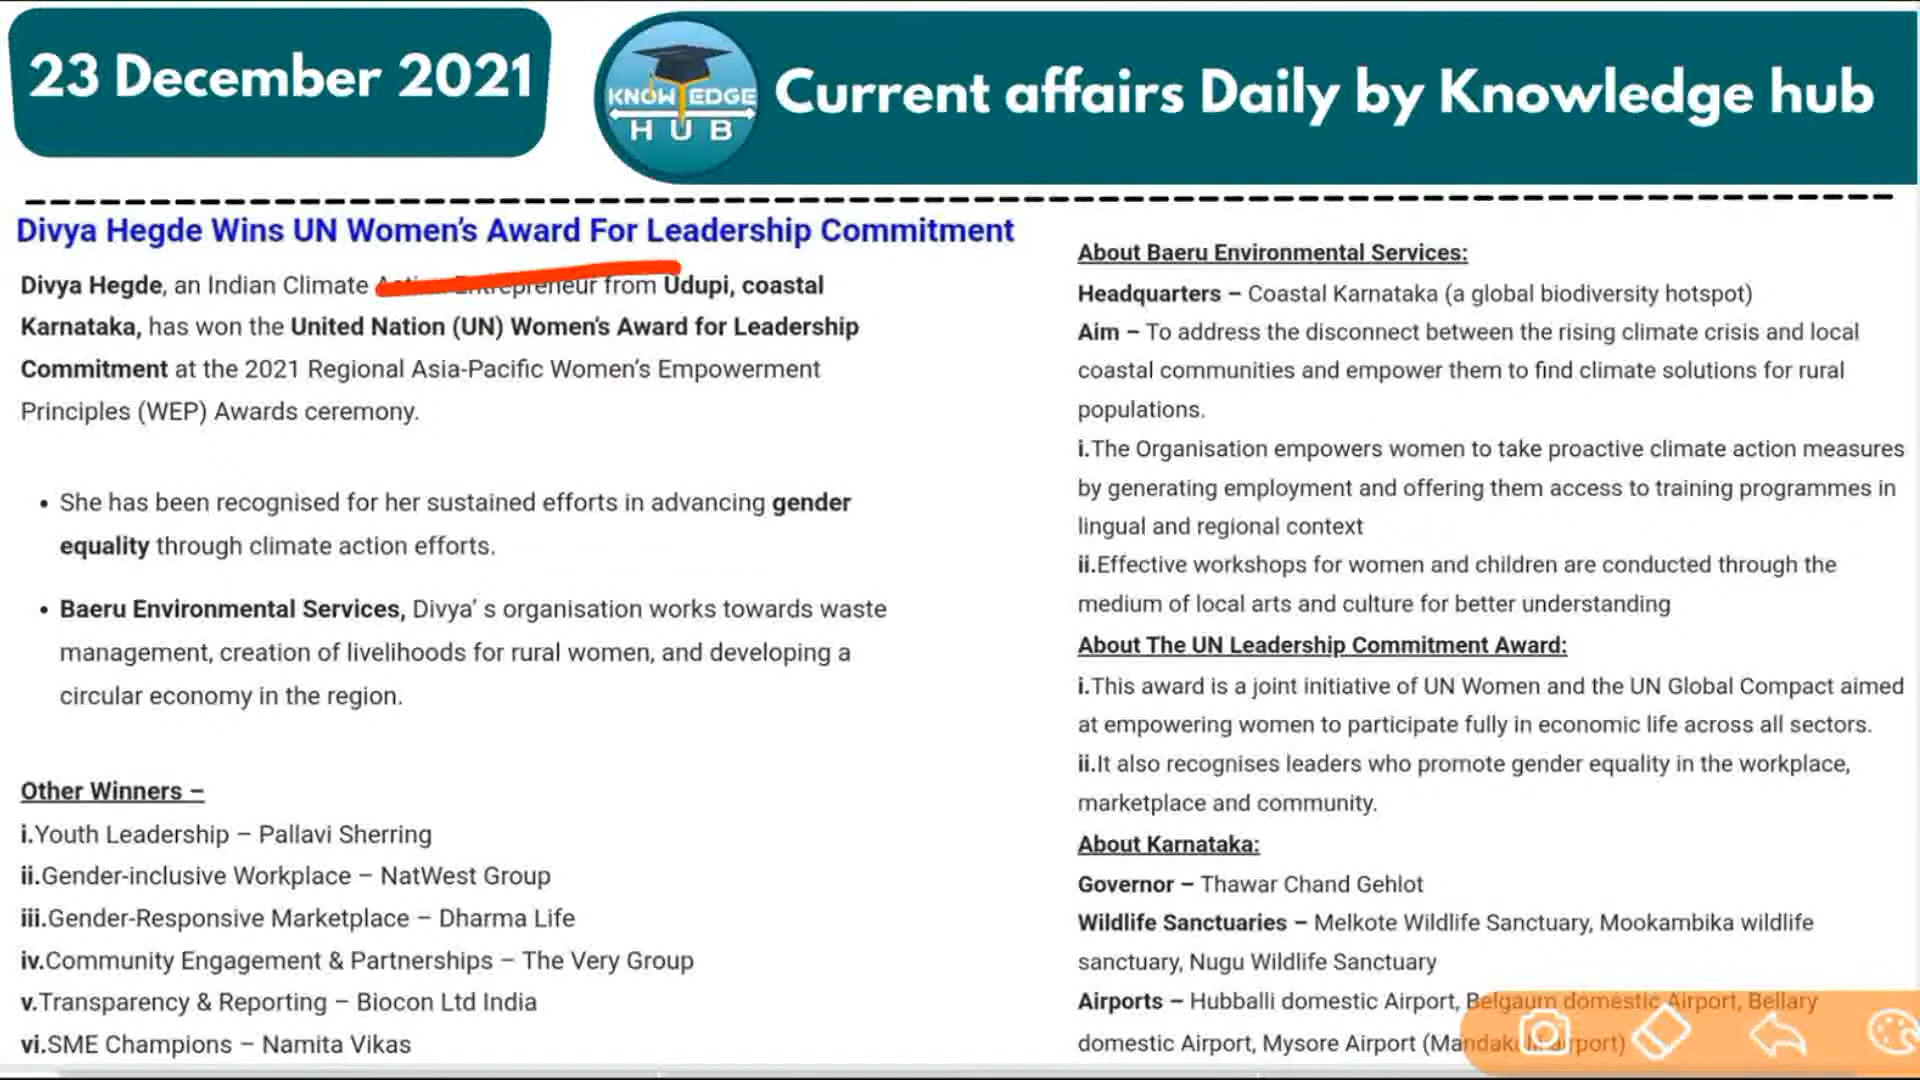 23 December 2021
KNOWLEDGE
HUB
Current affairs Daily by Knowledge hub
Divya Hegde Wins UN Women's Award For Leadership Commitment
Divya Hegde, an Indian Climate Action Entrepreneur from Udupi, coastal
Karnataka, has won the United Nation (UN) Women's Award for Leadership
Commitment at the 2021 Regional Asia-Pacific Women's Empowerment
Principles (WEP) Awards ceremony.
• She has been recognised for her sustained efforts in advancing gender
equality through climate action efforts.
• Baeru Environmental Services, Divya' s organisation works towards waste
management, creation of livelihoods for rural women, and developing a
circular economy in the region.
Other Winners –
i.Youth Leadership – Pallavi Sherring
ii.Gender-inclusive Workplace – NatWest Group
iii.Gender-Responsive Marketplace – Dharma Life
iv.Community Engagement & Partnerships – The Very Group
v.Transparency & Reporting – Biocon Ltd India
vi.SME Champions – Namita Vikas
About Baeru Environmental Services:
Headquarters – Coastal Karnataka (a global biodiversity hotspot)
Aim – To address the disconnect between the rising climate crisis and local
coastal communities and empower them to find climate solutions for rural
populations.
i.The Organisation empowers women to take proactive climate action measures
by generating employment and offering them access to training programmes in
lingual and regional context
ii.Effective workshops for women and children are conducted through the
medium of local arts and culture for better understanding
About The UN Leadership Commitment Award:
i.This award is a joint initiative of UN Women and the UN Global Compact aimed
at empowering women to participate fully in economic life across all sectors.
ii.It also recognises leaders who promote gender equality in the workplace,
marketplace and community.
About Karnataka:
Governor – Thawar Chand Gehlot
Wildlife Sanctuaries – Melkote Wildlife Sanctuary, Mookambika wildlife
sanctuary, Nugu Wildlife Sanctuary
Airports – Hubballi domestic Airport, Belgaum domestic Airport, Bellary
domestic Airport, Mysore Airport